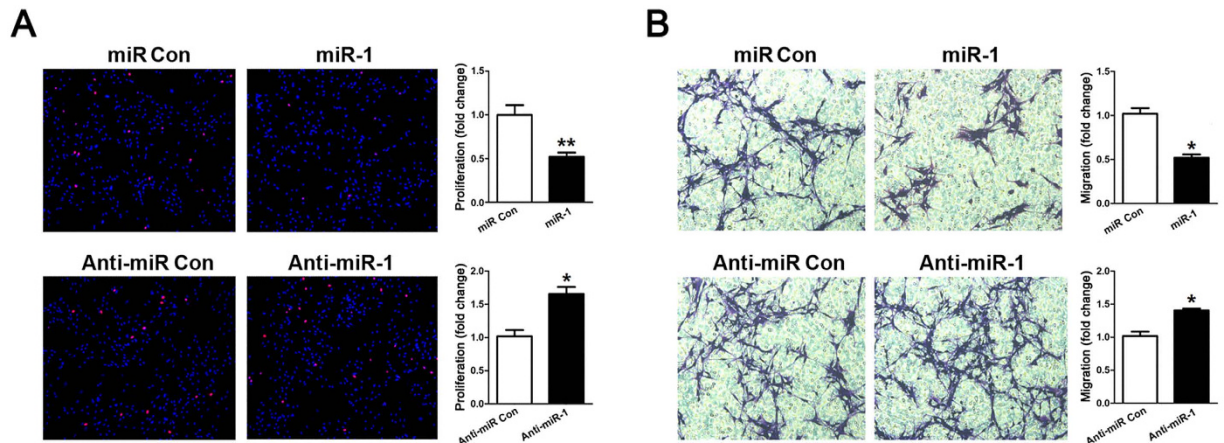 A
miR Con
miR-1
Proliferation (fold change)
1.5
1.0
0.5
0.0
**
miR Con
miR-1
Anti-miR Con
Anti-miR-1
Proliferation (fold change)
2.0
1.5
1.0
0.5
0.0
*
Anti-miR Con
Anti-miR-1
B
miR Con
miR-1
Migration (fold change)
1.5
1.0
0.5
0.0
*
miR Con
miR-1
Anti-miR Con
Anti-miR-1
Migration (fold change)
2.0
1.5
1.0
0.5
0.0
*
Anti-miR Con
Anti-miR-1